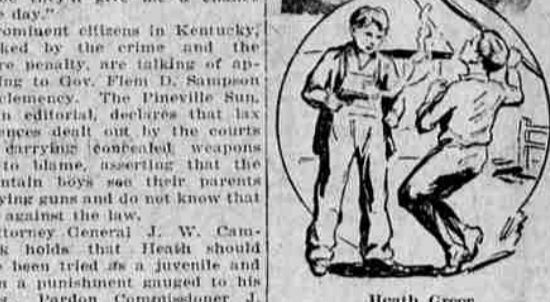 e day."
rominent citizens in Kentucky,
ked by the crime and the
re penalty, are talking of ap-
ing to Gov. Flem D. Sampson
clemency. The Pineville Sun,
n editorial, declares that lax
ances dealt out by the courts
carrying concealed weapons
to blame, asserting that the
ntain boys see their parents
ying guns and do not know that
against the law.
ttorney General J. W. Cam-
k holds that Heath should
e been tried as a juvenile and
n a punishment gauged to his
Pardon Commissioner J.
Heath Greer